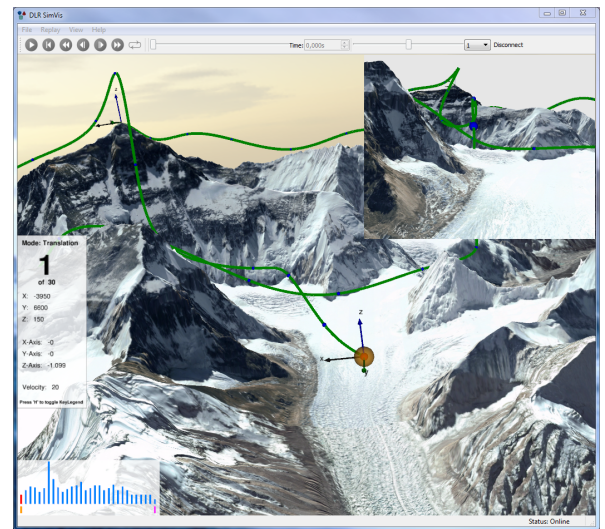 DLR SimVis
File Replay View Help
Time: 0,000s
1
Disconnect
z
Mode: Translation
1
of 30
X: -3950
Y: 6600
Z: 150
X-Axis: -0
Y-Axis: -0
Z-Axis: -1.099
Velocity: 20
Press 'H' to toggle KeyLegend
z
x
y
Status: Online